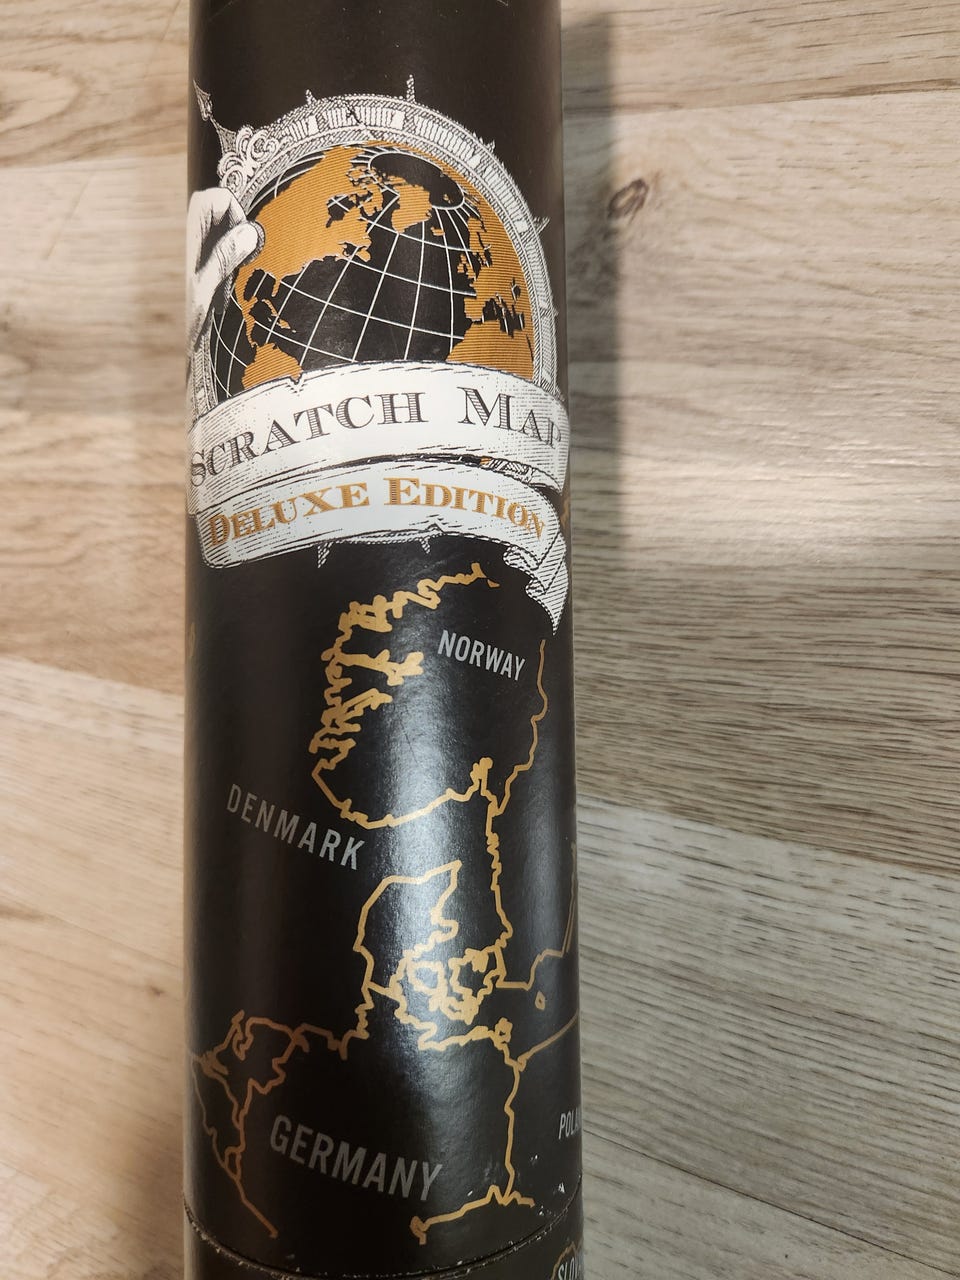 SCRATCH MAP
DELUXE EDITION
NORWAY
DENMARK
GERMANY